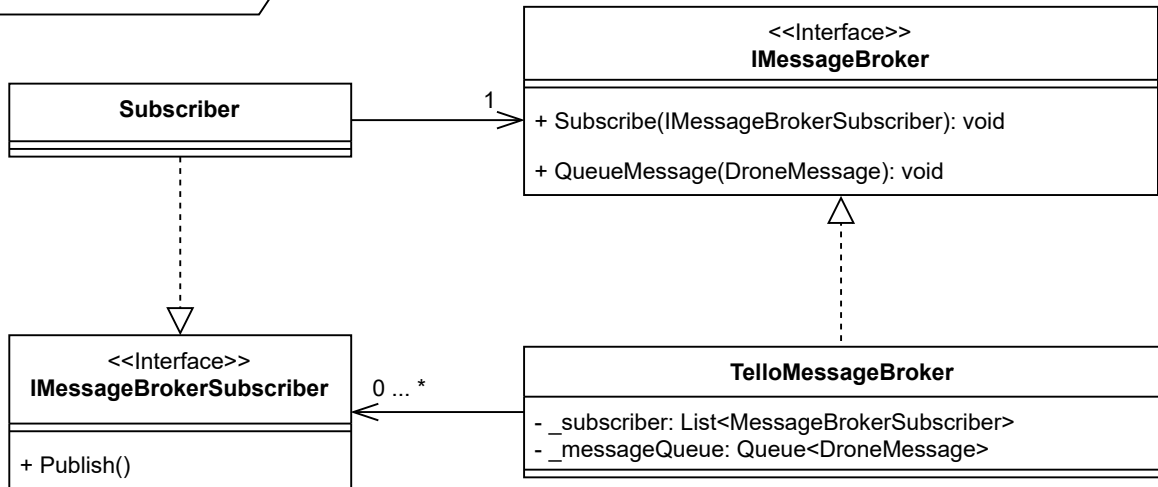 <<Interface>>
IMessageBroker
+ Subscribe(IMessageBrokerSubscriber): void
+ QueueMessage(DroneMessage): void
Subscriber
1
<<Interface>>
IMessageBrokerSubscriber
+ Publish()
0 ... *
TelloMessageBroker
- _subscriber: List<MessageBrokerSubscriber>
- _messageQueue: Queue<DroneMessage>